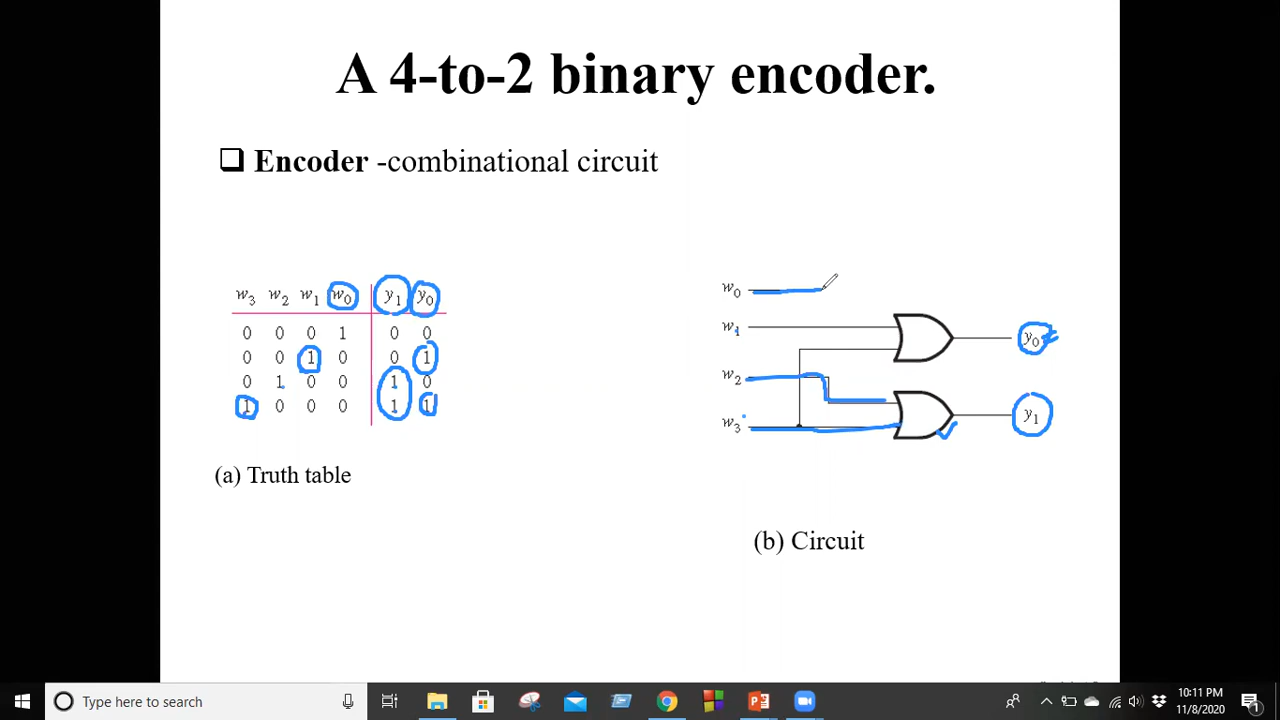 A 4-to-2 binary encoder.
❑ Encoder -combinational circuit
w3 w2 w1 w0 y1 y0
0 0 0 1 0 0
0 0 1 0 0 1
0 1 0 0 1 0
1 0 0 0 1 1
(a) Truth table
w0
w1
y0
w2
w3
y1
(b) Circuit
Type here to search
10:11 PM
11/8/2020
1